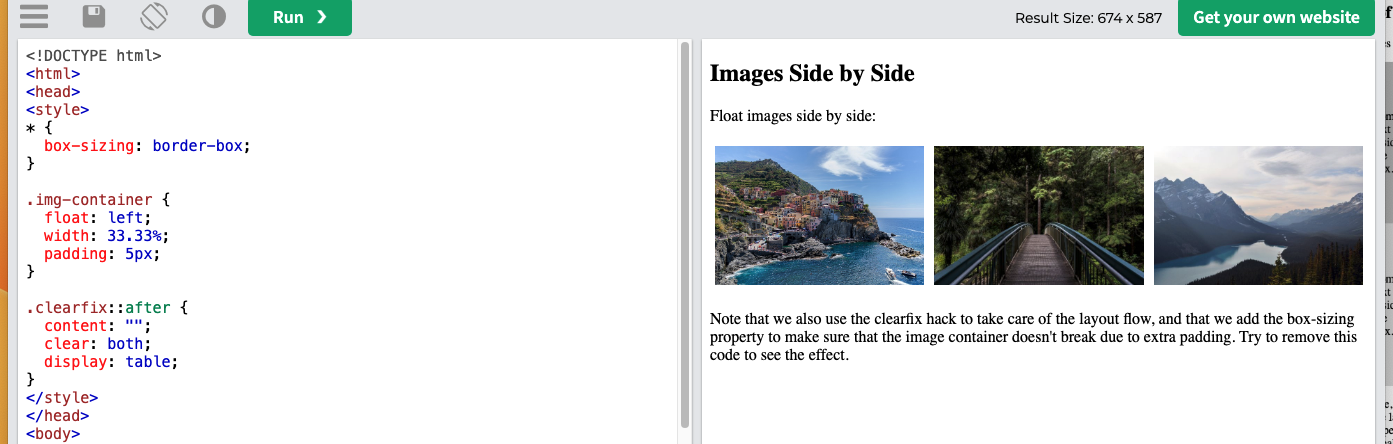 Run ❯
Result Size: 674 x 587
Get your own website
<!DOCTYPE html>
<html>
<head>
<style>
* {
  box-sizing: border-box;
}

.img-container {
  float: left;
  width: 33.33%;
  padding: 5px;
}

.clearfix::after {
  content: "";
  clear: both;
  display: table;
}
</style>
</head>
<body>
Images Side by Side
Float images side by side:
Note that we also use the clearfix hack to take care of the layout flow, and that we add the box-sizing
property to make sure that the image container doesn't break due to extra padding. Try to remove this
code to see the effect.